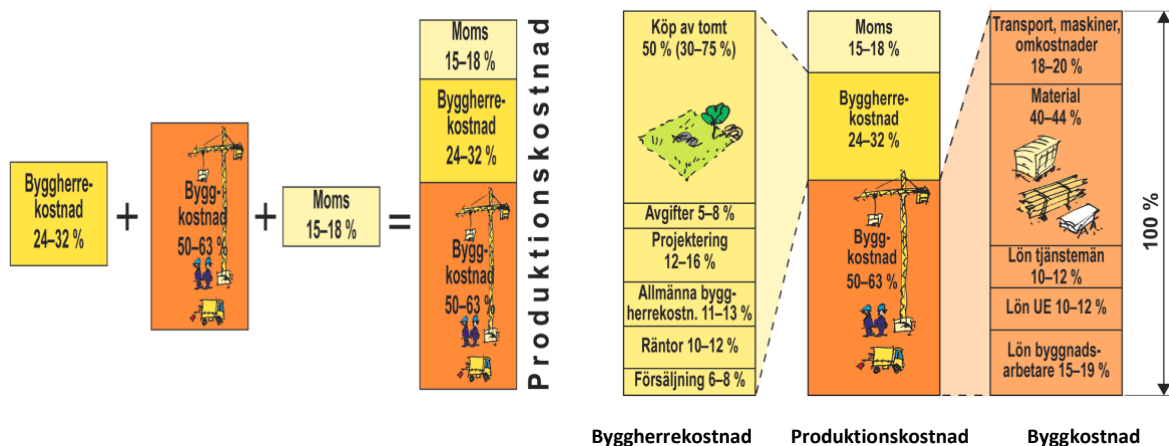 Byggherre-
kostnad
24–32 %
+
Bygg-
kostnad
50–63 %
+
Moms
15–18 %
=
Moms
15–18 %
Byggherre-
kostnad
24–32 %
Bygg-
kostnad
50–63 %
Produktionskostnad
Köp av tomt
50 % (30–75 %)
Avgifter 5–8 %
Projektering
12–16 %
Allmänna bygg-
herrekostn. 11–13 %
Räntor 10–12 %
Försäljning 6–8 %
Byggherrekostnad
Moms
15–18 %
Byggherre-
kostnad
24–32 %
Bygg-
kostnad
50–63 %
Produktionskostnad
Transport, maskiner,
omkostnader
18–20 %
Material
40–44 %
Lön tjänstemän
10–12 %
Lön UE 10–12 %
Lön byggnads-
arbetare 15–19 %
Byggkostnad
100 %